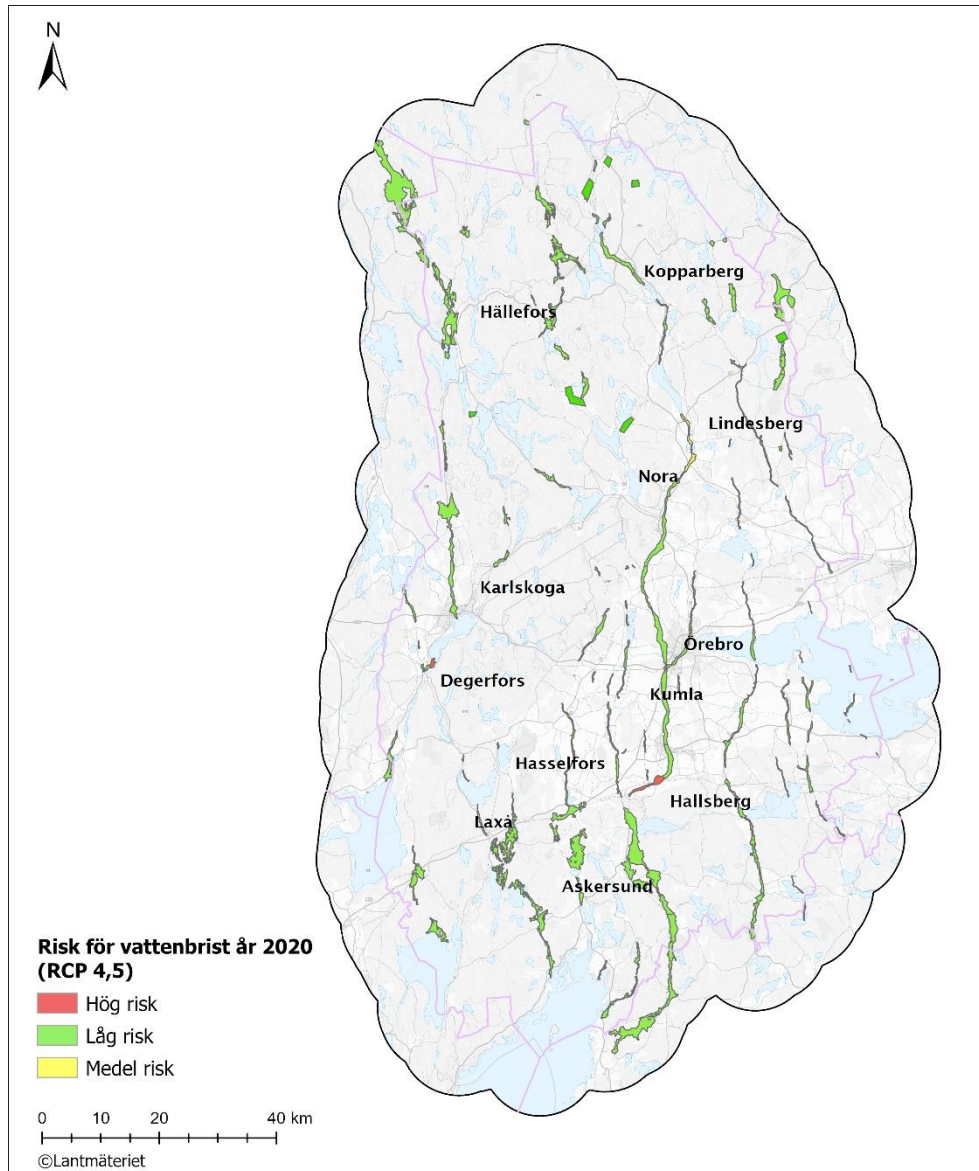 N
Kopparberg
Hällefors
Lindesberg
Nora
Karlskoga
Örebro
Degerfors
Kumla
Hasselfors
Hallsberg
Laxå
Askersund
Risk för vattenbrist år 2020
(RCP 4,5)
Hög risk
Låg risk
Medel risk
0 10 20 40 km
©Lantmäteriet